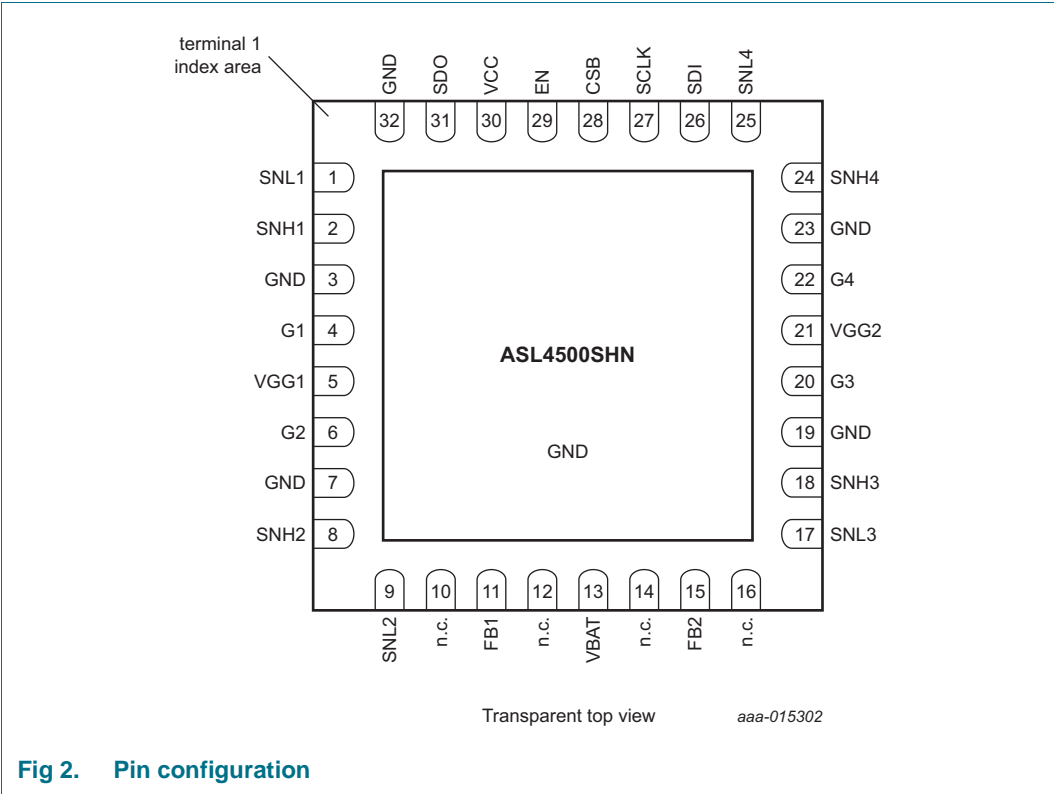 terminal 1
index area
GND
SDO
VCC
EN
CSB
SCLK
SDI
SNL4
32
31
30
29
28
27
26
25
SNL1 1
24 SNH4
SNH1 2
23 GND
GND 3
22 G4
G1 4
21 VGG2
ASL4500SHN
VGG1 5
20 G3
G2 6
19 GND
GND
GND 7
18 SNH3
SNH2 8
17 SNL3
9
10
11
12
13
14
15
16
SNL2
n.c.
FB1
n.c.
VBAT
n.c.
FB2
n.c.
Transparent top view
aaa-015302
Fig 2. Pin configuration